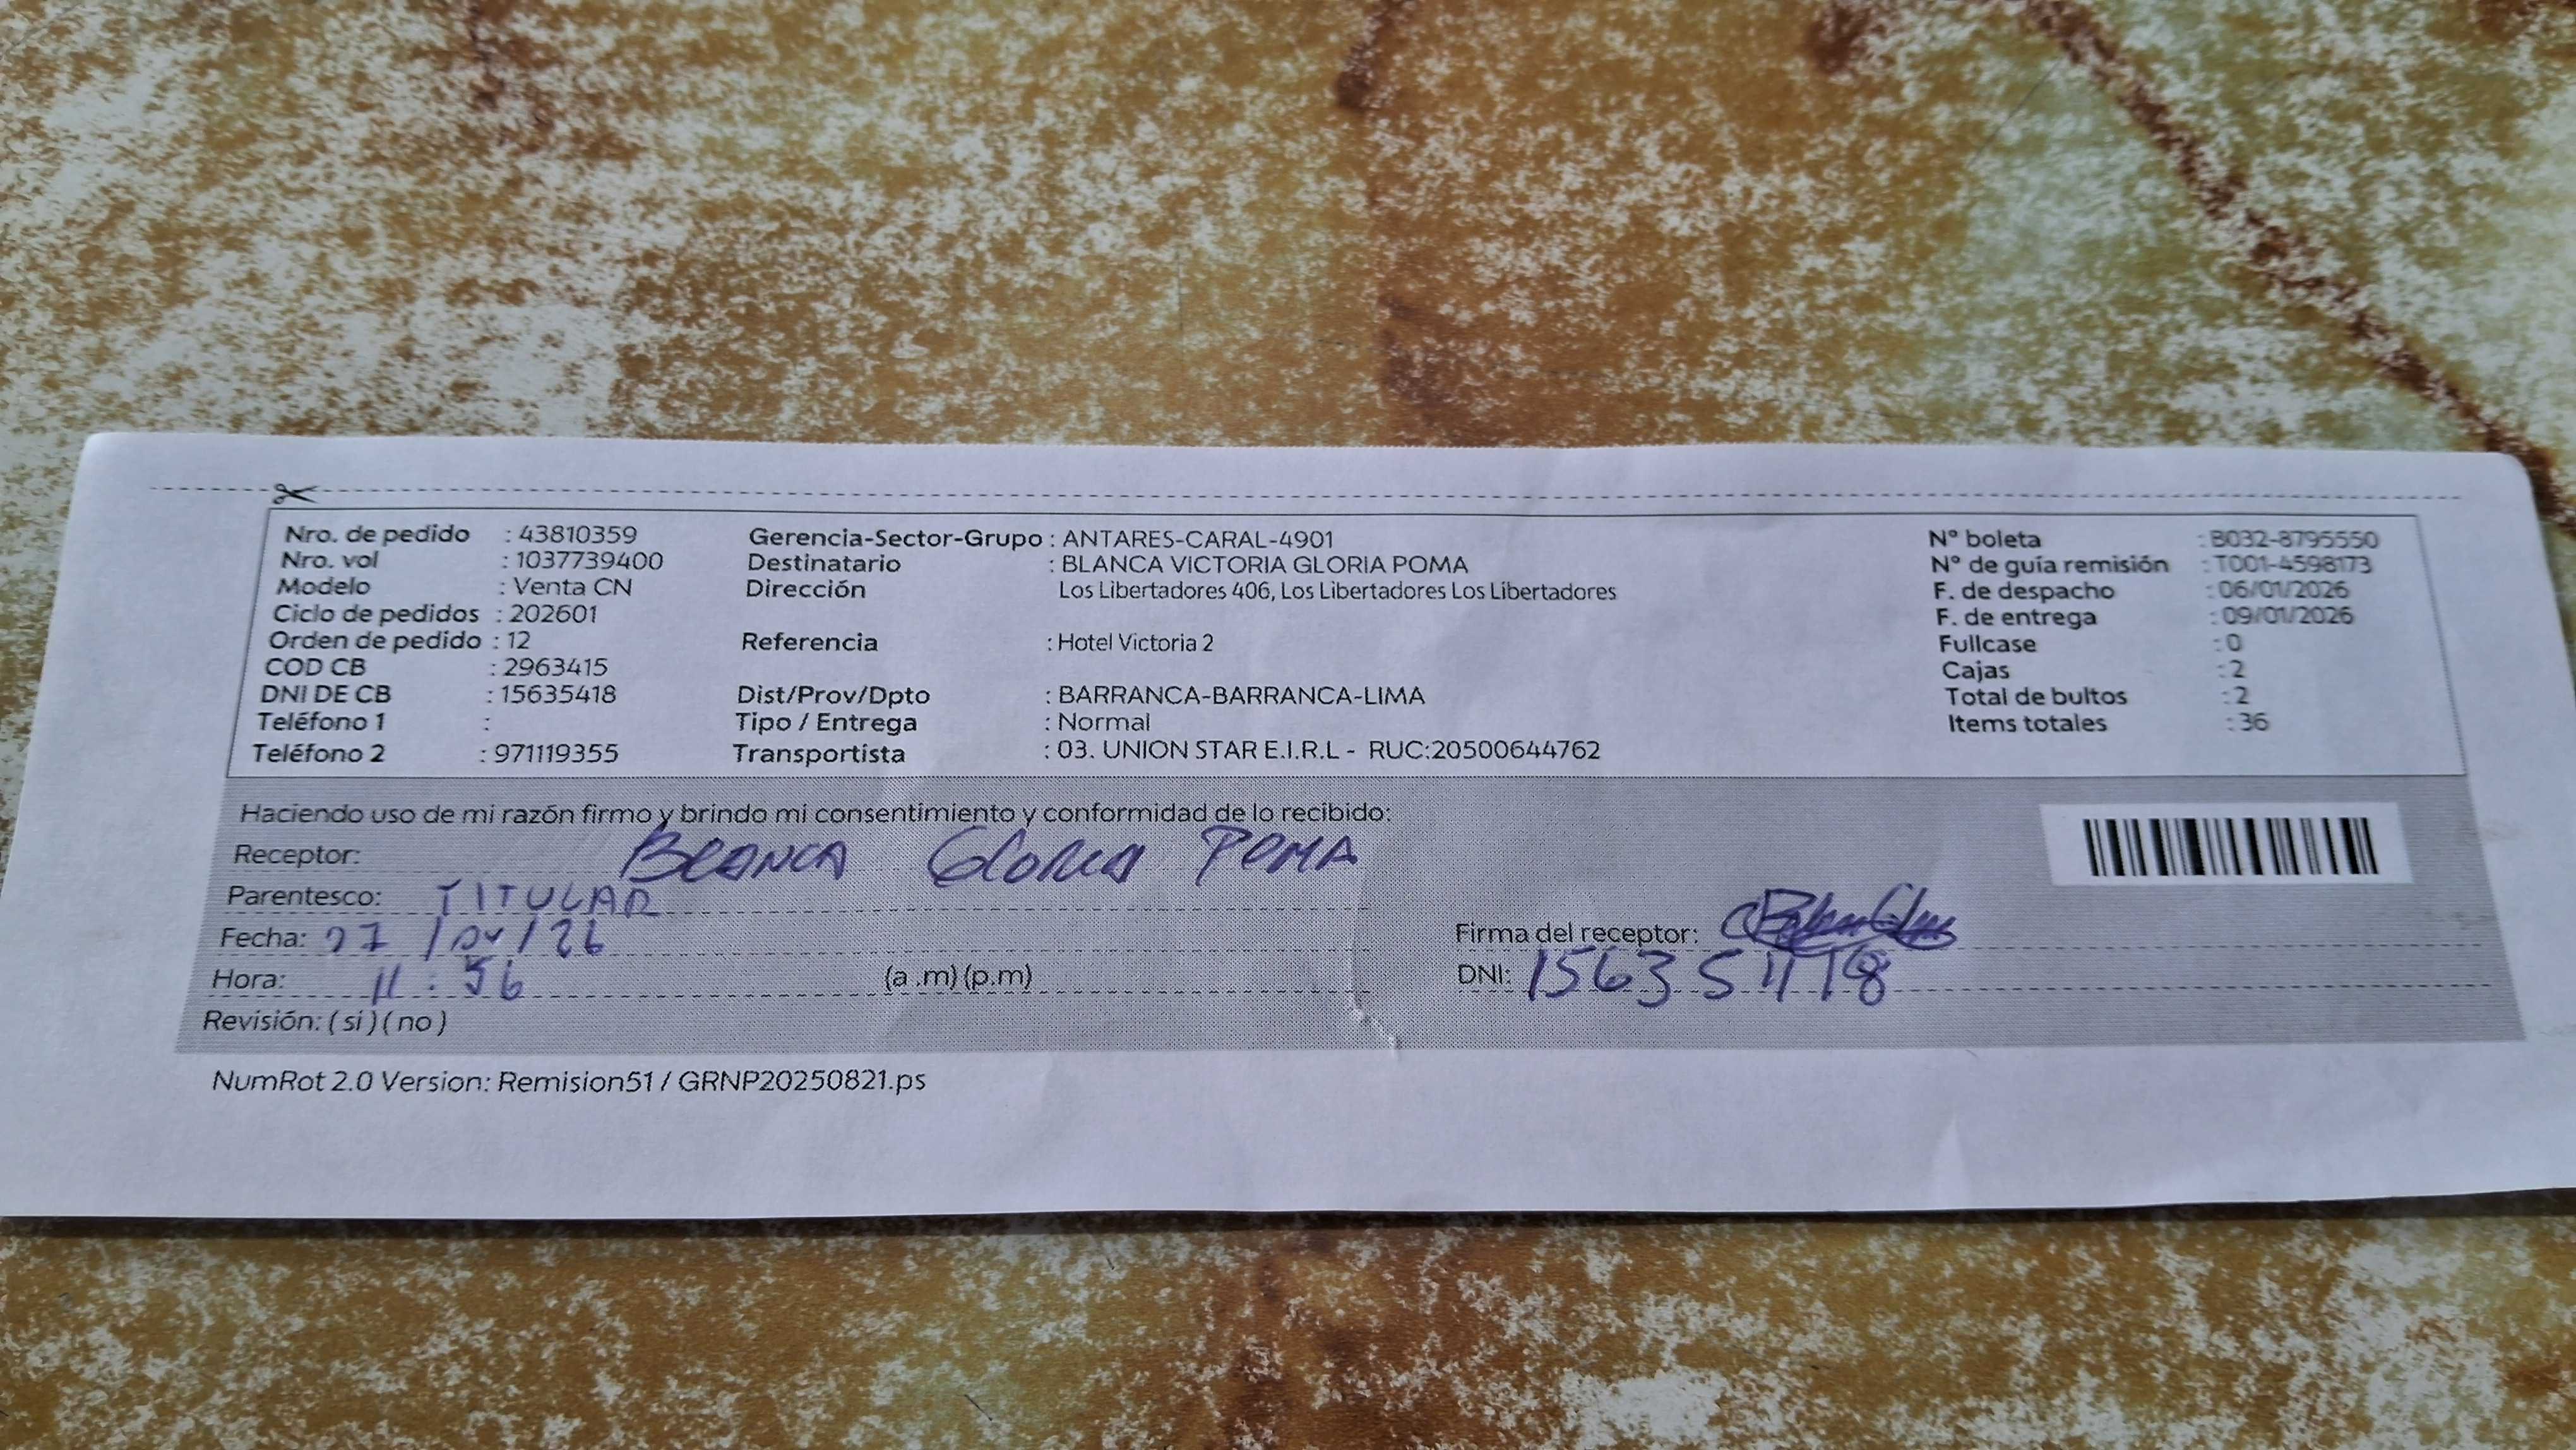 Nro. de pedido : 43810359
Nro. vol : 1037739400
Modelo : Venta CN
Ciclo de pedidos : 202601
Orden de pedido : 12
COD CB : 2963415
DNI DE CB : 15635418
Teléfono 1 :
Teléfono 2 : 971119355
Gerencia-Sector-Grupo : ANTARES-CARAL-4901
Destinatario : BLANCA VICTORIA GLORIA POMA
Dirección Los Libertadores 406, Los Libertadores Los Libertadores
Referencia : Hotel Victoria 2
Dist/Prov/Dpto : BARRANCA-BARRANCA-LIMA
Tipo / Entrega : Normal
Transportista : 03. UNION STAR E.I.R.L - RUC:20500644762
N° boleta : B032-8795550
N° de guía remisión : T001-4598173
F. de despacho : 06/01/2026
F. de entrega : 09/01/2026
Fullcase : 0
Cajas : 2
Total de bultos : 2
Items totales : 36
Haciendo uso de mi razón firmo y brindo mi consentimiento y conformidad de lo recibido:
Receptor: BLANCA GLORIA POMA
Parentesco: TITULAR
Fecha: /26
Hora: 11:56 (a .m) (p.m)
Revisión: ( si ) ( no )
Firma del receptor:
DNI: 15635418
NumRot 2.0 Version: Remision51 / GRNP20250821.ps